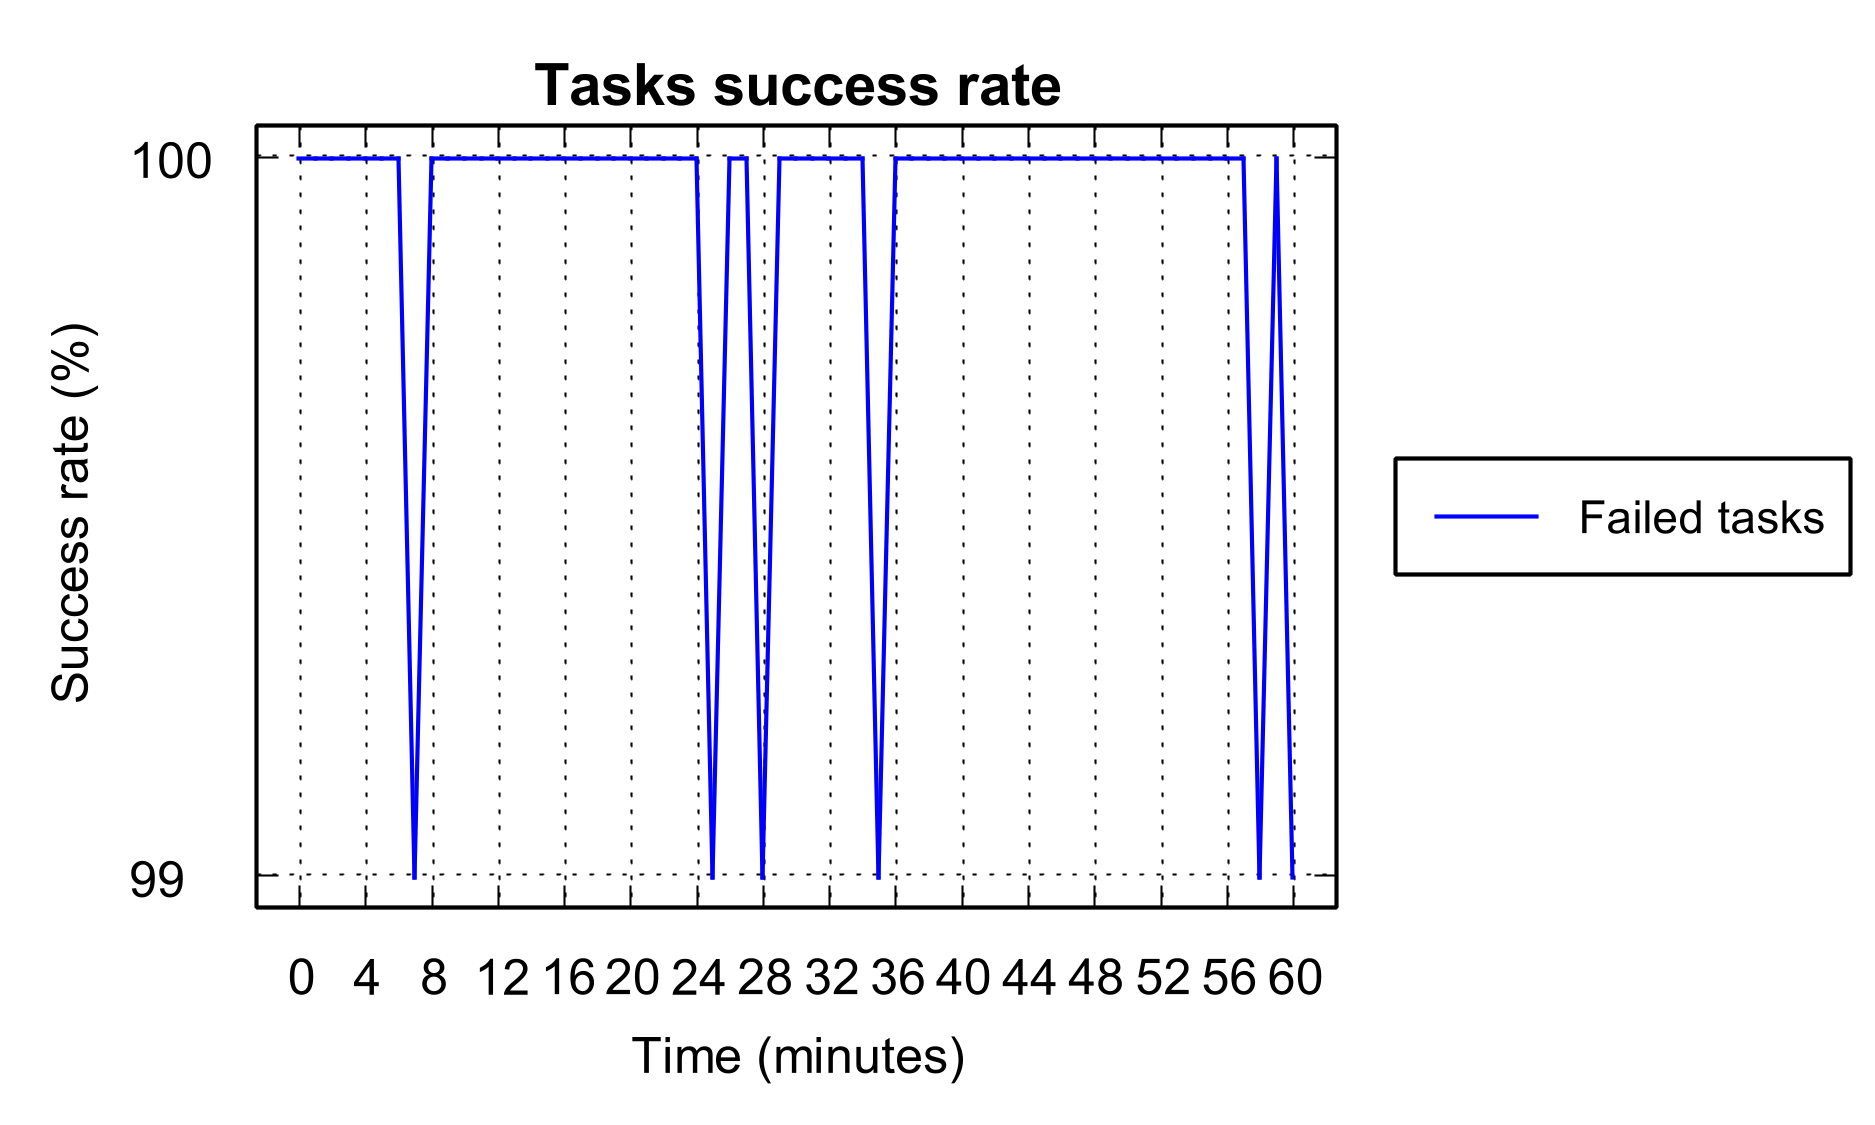 Tasks success rate
100
99
Success rate (%)
0 4 8 12 16 20 24 28 32 36 40 44 48 52 56 60
Time (minutes)
Failed tasks